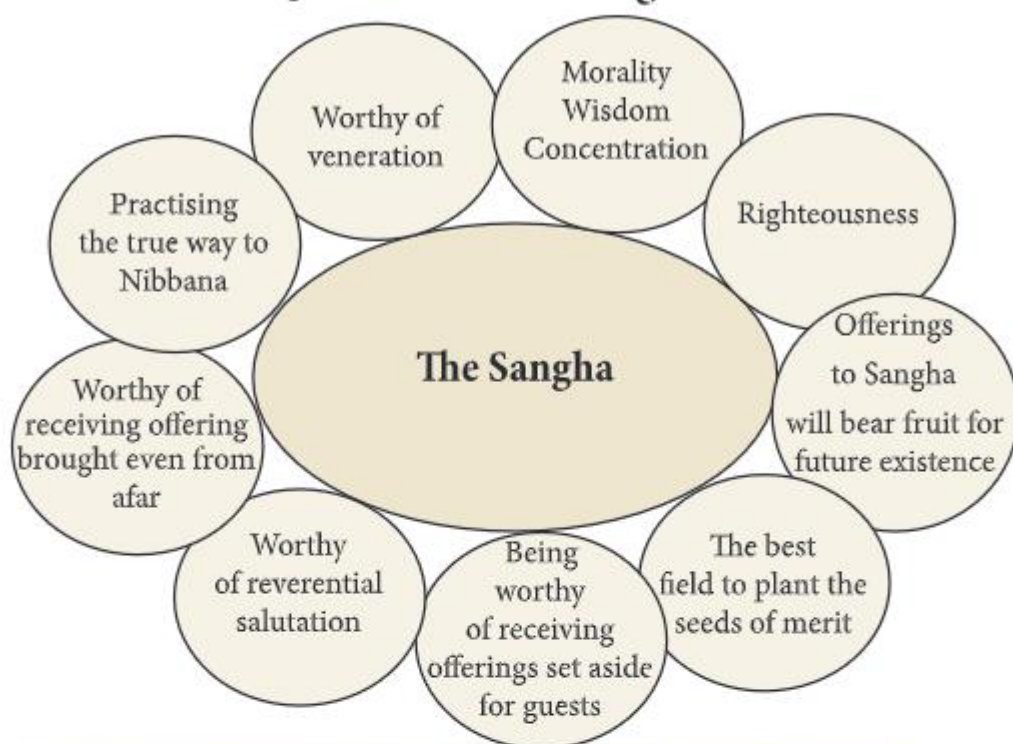 Worthy of
veneration
Morality
Wisdom
Concentration
Righteousness
Offerings
to Sangha
will bear fruit for
future existence
The best
field to plant the
seeds of merit
Being
worthy
of receiving
offerings set aside
for guests
Worthy
of reverential
salutation
Worthy of
receiving offering
brought even from
afar
Practising
the true way to
Nibbana
The Sangha